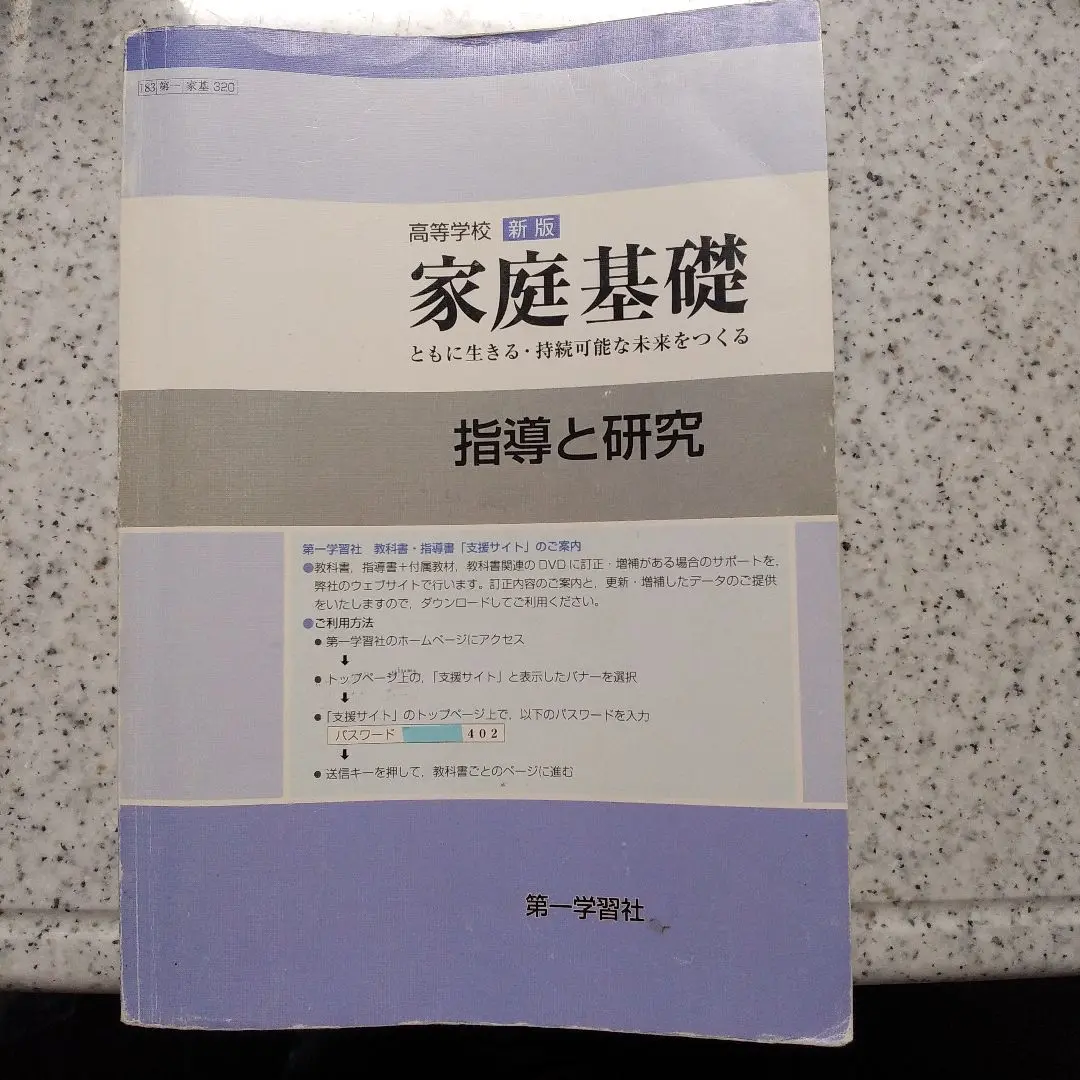 183 第一 家基 320
高等学校 新版
家庭基礎
ともに生きる・持続可能な未来をつくる
指導と研究
第一学習社 教科書・指導書「支援サイト」のご案内
●教科書，指導書+付属教材，教科書関連のDVDに訂正・増補がある場合のサポートを，
弊社のウェブサイトで行います。訂正内容のご案内と，更新・増補したデータのご提供
をいたしますので，ダウンロードしてご利用ください。
●ご利用方法
●第一学習社のホームページにアクセス
⬇
●トップページ上の，「支援サイト」と表示したバナーを選択
⬇
●「支援サイト」のトップページ上で，以下のパスワードを入力
パスワード 402
⬇
●送信キーを押して，教科書ごとのページに進む
第一学習社